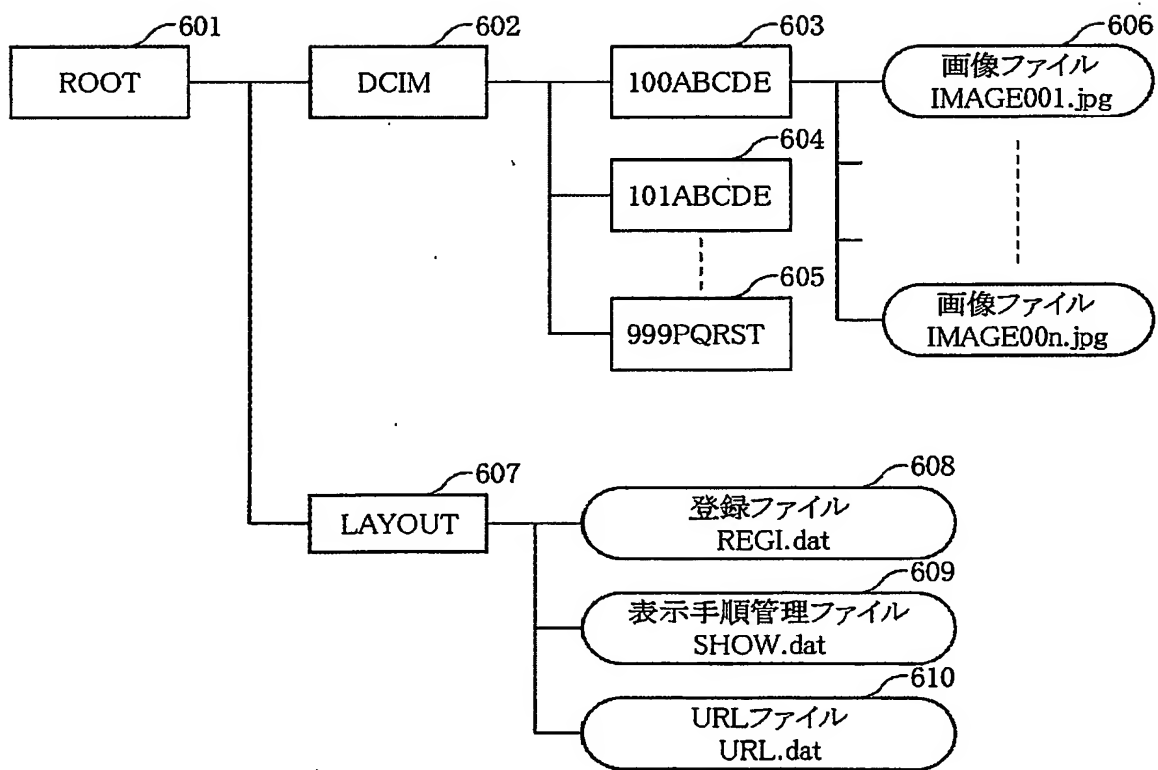 601
ROOT
602
DCIM
603
100ABCDE
606
画像ファイル
IMAGE001.jpg
604
101ABCDE
605
999PQRST
画像ファイル
IMAGE00n.jpg
607
LAYOUT
608
登録ファイル
REGI.dat
609
表示手順管理ファイル
SHOW.dat
610
URLファイル
URL.dat